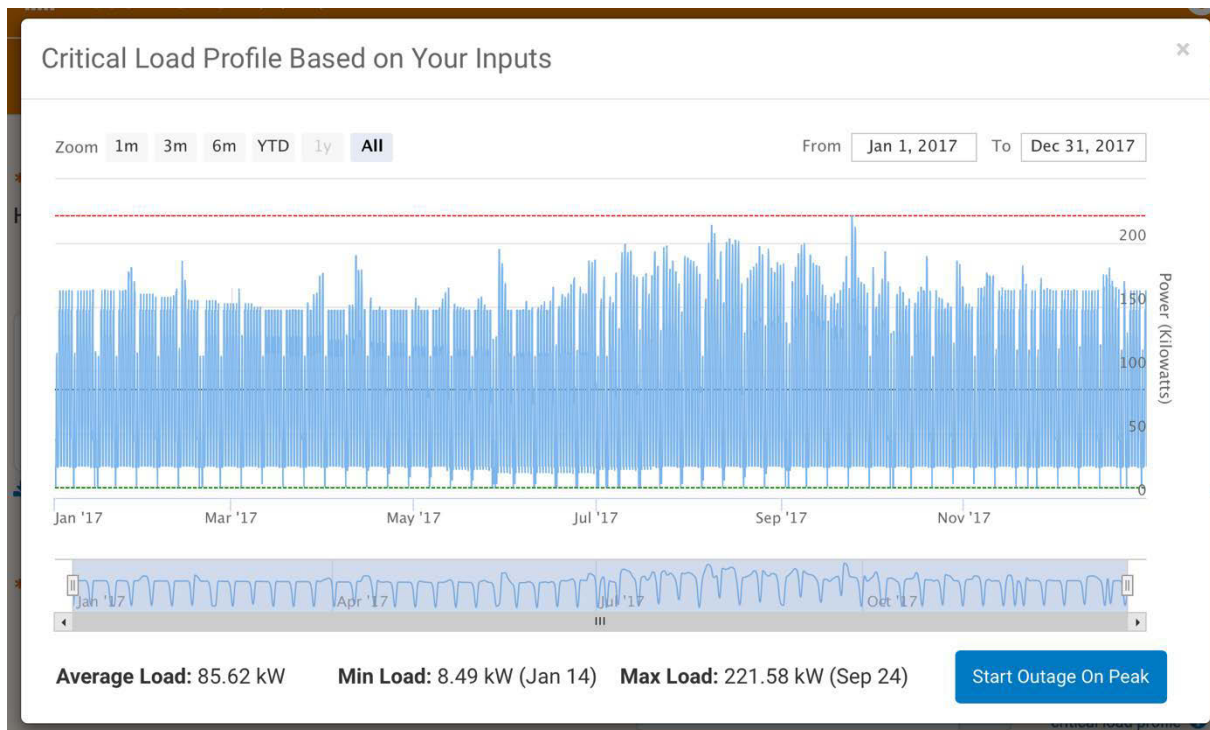 Critical Load Profile Based on Your Inputs
×
Zoom 1m 3m 6m YTD 1y All From Jan 1, 2017 To Dec 31, 2017
200
150
100
50
0
Power (Kilowatts)
Jan '17 Mar '17 May '17 Jul '17 Sep '17 Nov '17
Jan '17 Apr '17 Jul '17 Oct '17
Average Load: 85.62 kW Min Load: 8.49 kW (Jan 14) Max Load: 221.58 kW (Sep 24) Start Outage On Peak
critical load profile